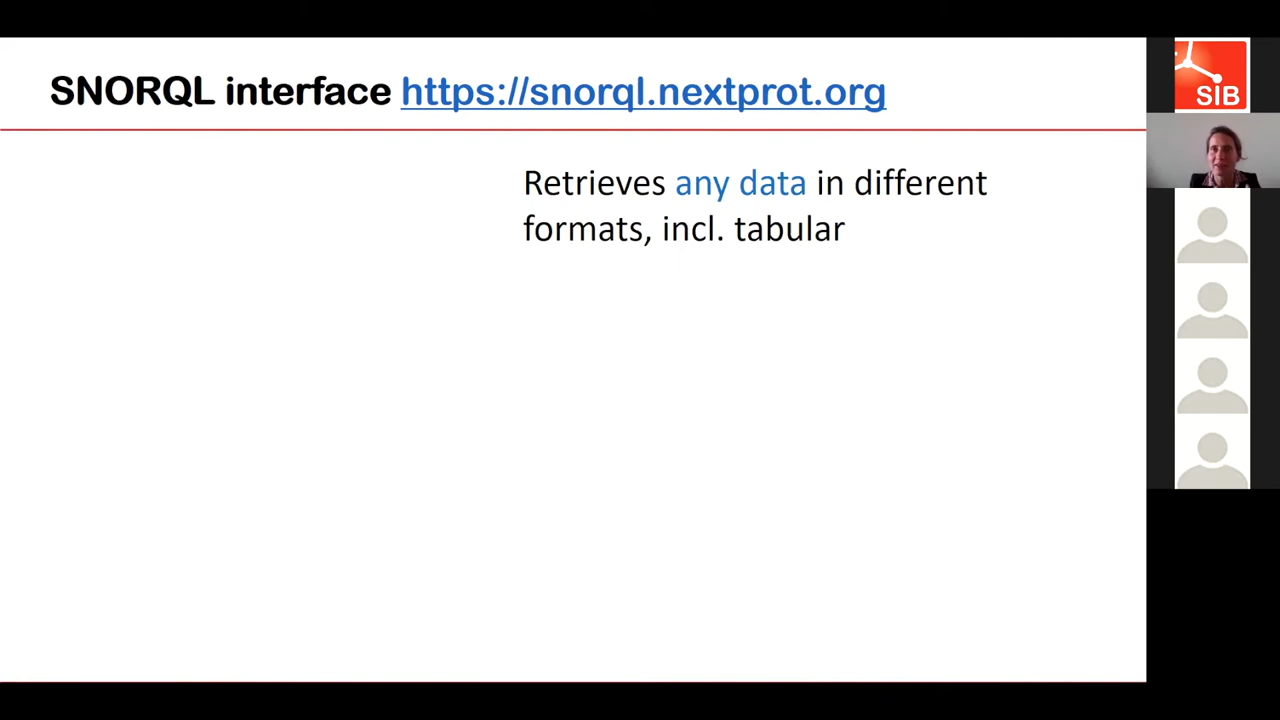 SNORQL interface https://snorql.nextprot.org
SIB
Retrieves any data in different
formats, incl. tabular